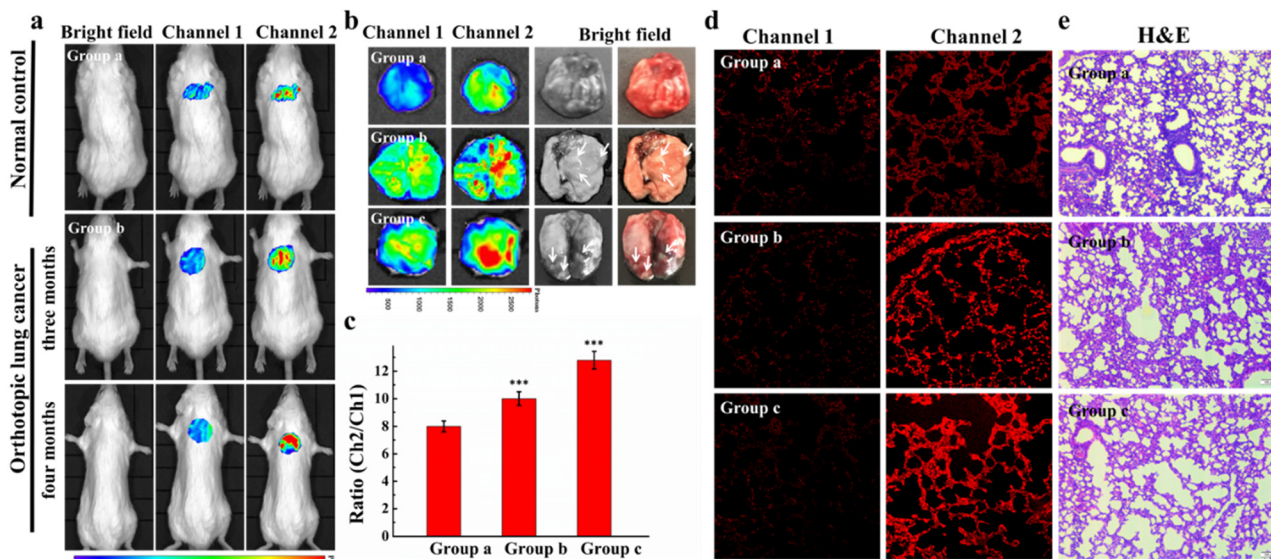 a
Bright field Channel 1 Channel 2
Group a
Normal control
Group b
Orthotopic lung cancer
three months
four months
b
Channel 1 Channel 2 Bright field
Group a
Group b
Group c
500 1000 1500 2000 2500
c
Ratio (Ch2/Ch1)
12
10
8
6
4
2
0
***
***
Group a Group b Group c
d
Channel 1 Channel 2
Group a
Group b
Group c
e
H&E
Group a
Group b
Group c